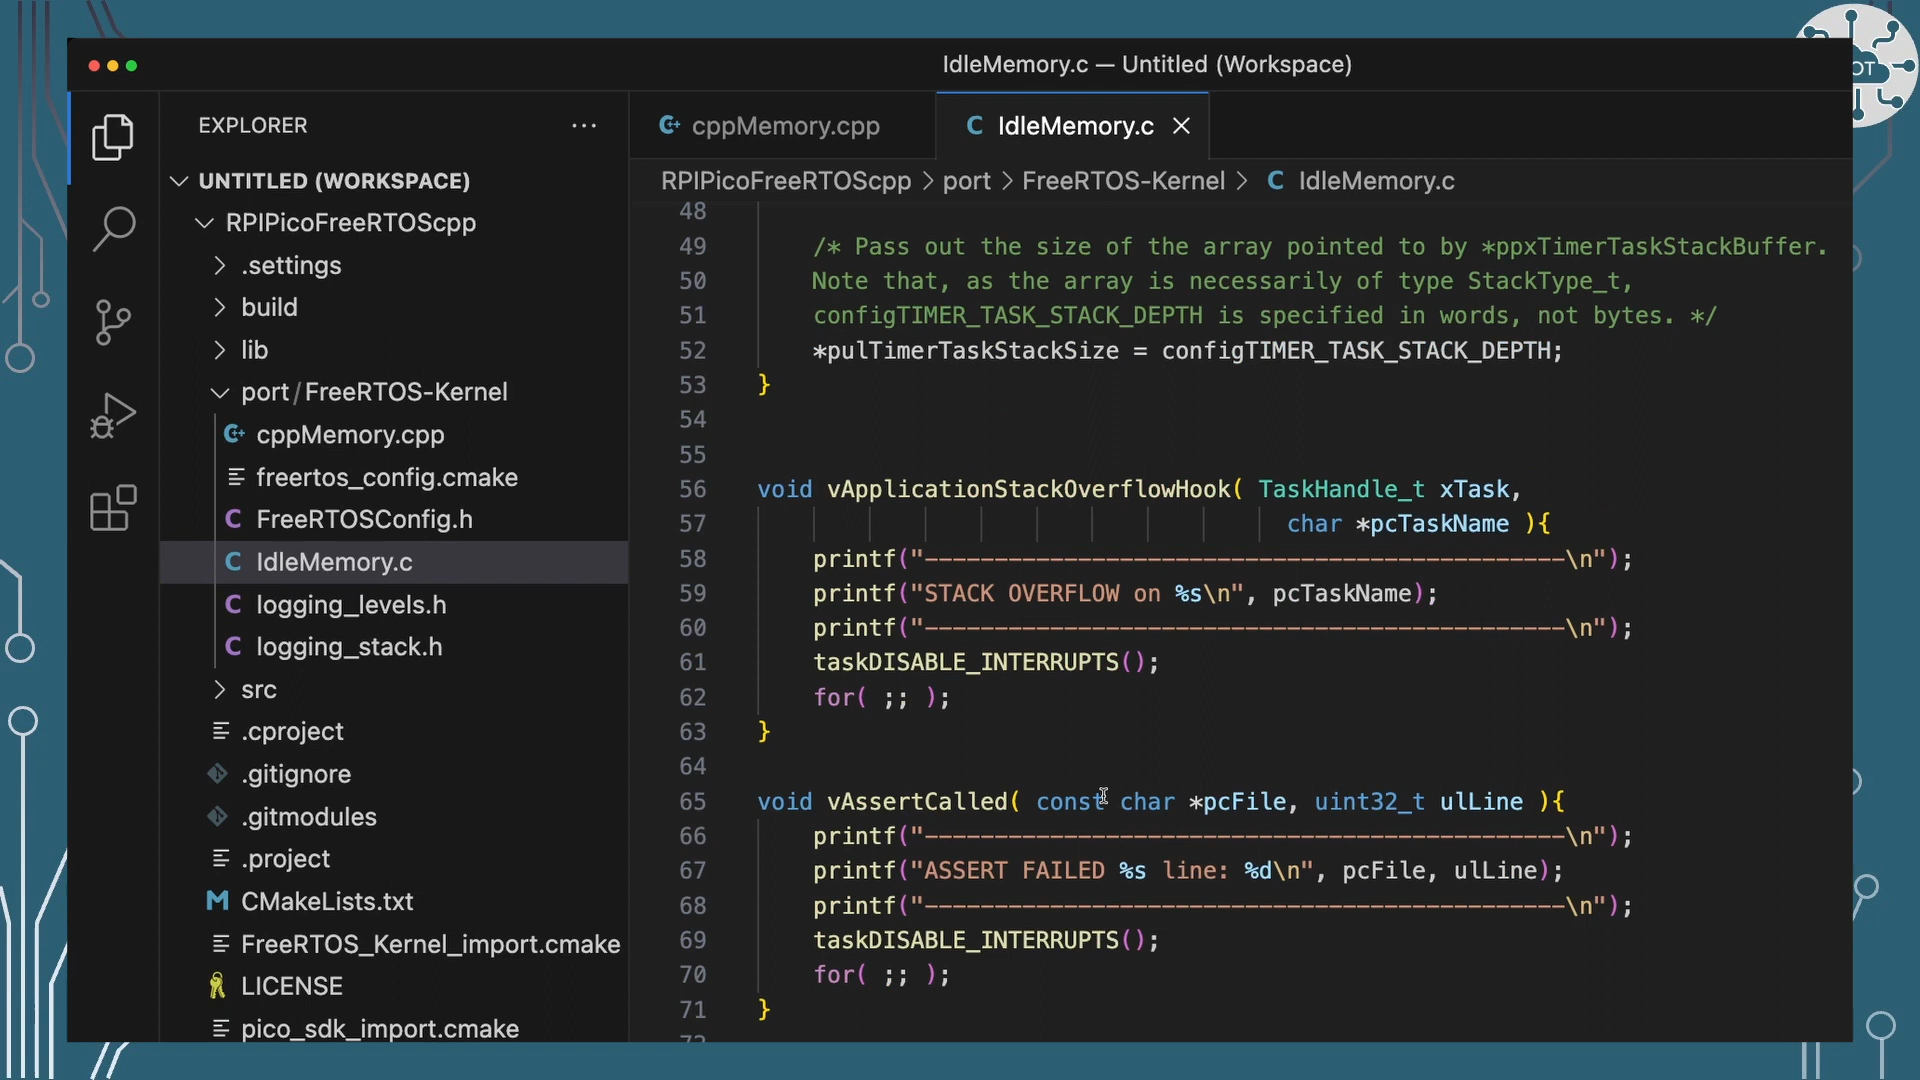 IdleMemory.c — Untitled (Workspace)
OT
EXPLORER
UNTITLED (WORKSPACE)
RPIPicoFreeRTOScpp
.settings
build
lib
port/FreeRTOS-Kernel
cppMemory.cpp
freertos_config.cmake
FreeRTOSConfig.h
IdleMemory.c
logging_levels.h
logging_stack.h
src
.cproject
.gitignore
.gitmodules
.project
CMakeLists.txt
FreeRTOS_Kernel_import.cmake
LICENSE
pico_sdk_import.cmake
cppMemory.cpp
IdleMemory.c
RPIPicoFreeRTOScpp > port > FreeRTOS-Kernel > C IdleMemory.c
48
49 /* Pass out the size of the array pointed to by *ppxTimerTaskStackBuffer.
50 Note that, as the array is necessarily of type StackType_t,
51 configTIMER_TASK_STACK_DEPTH is specified in words, not bytes. */
52 *pulTimerTaskStackSize = configTIMER_TASK_STACK_DEPTH;
53 }
54
55
56 void vApplicationStackOverflowHook( TaskHandle_t xTask,
57 char *pcTaskName ){
58 printf("----------------------------------------------\n");
59 printf("STACK OVERFLOW on %s\n", pcTaskName);
60 printf("----------------------------------------------\n");
61 taskDISABLE_INTERRUPTS();
62 for( ;; );
63 }
64
65 void vAssertCalled( const char *pcFile, uint32_t ulLine ){
66 printf("----------------------------------------------\n");
67 printf("ASSERT FAILED %s line: %d\n", pcFile, ulLine);
68 printf("----------------------------------------------\n");
69 taskDISABLE_INTERRUPTS();
70 for( ;; );
71 }